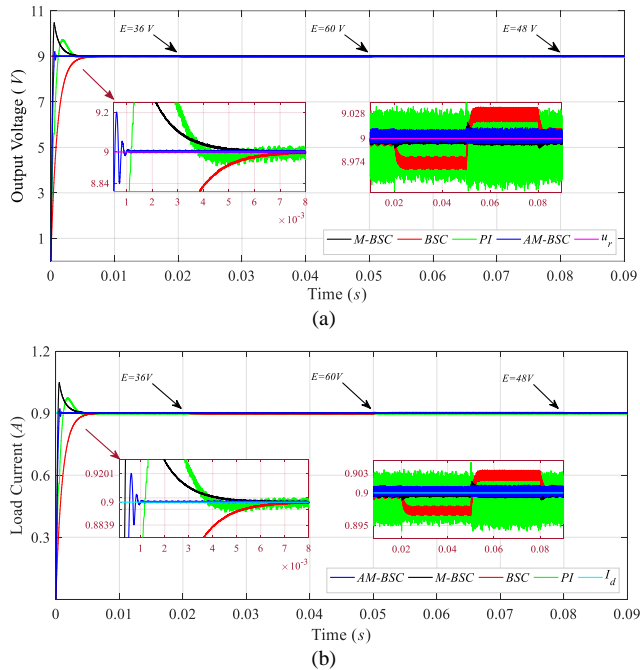 Output Voltage ( V)
13
11
9
7
5
3
1
E=36 V
E=60 V
E=48 V
9.2
9
8.84
1 2 3 4 5 6 7 8
×10⁻³
9.028
9
8.974
0.02 0.04 0.06 0.08
M-BSC BSC PI AM-BSC u_r
0 0.01 0.02 0.03 0.04 0.05 0.06 0.07 0.08 0.09
Time (s)
(a)
Load Current (A)
1.2
0.9
0.6
0.3
E=36V
E=60V
E=48V
0.9201
0.9
0.8839
1 2 3 4 5 6 7 8
×10⁻³
0.903
0.9
0.895
0.02 0.04 0.06 0.08
AM-BSC M-BSC BSC PI I_d
0 0.01 0.02 0.03 0.04 0.05 0.06 0.07 0.08 0.09
Time (s)
(b)